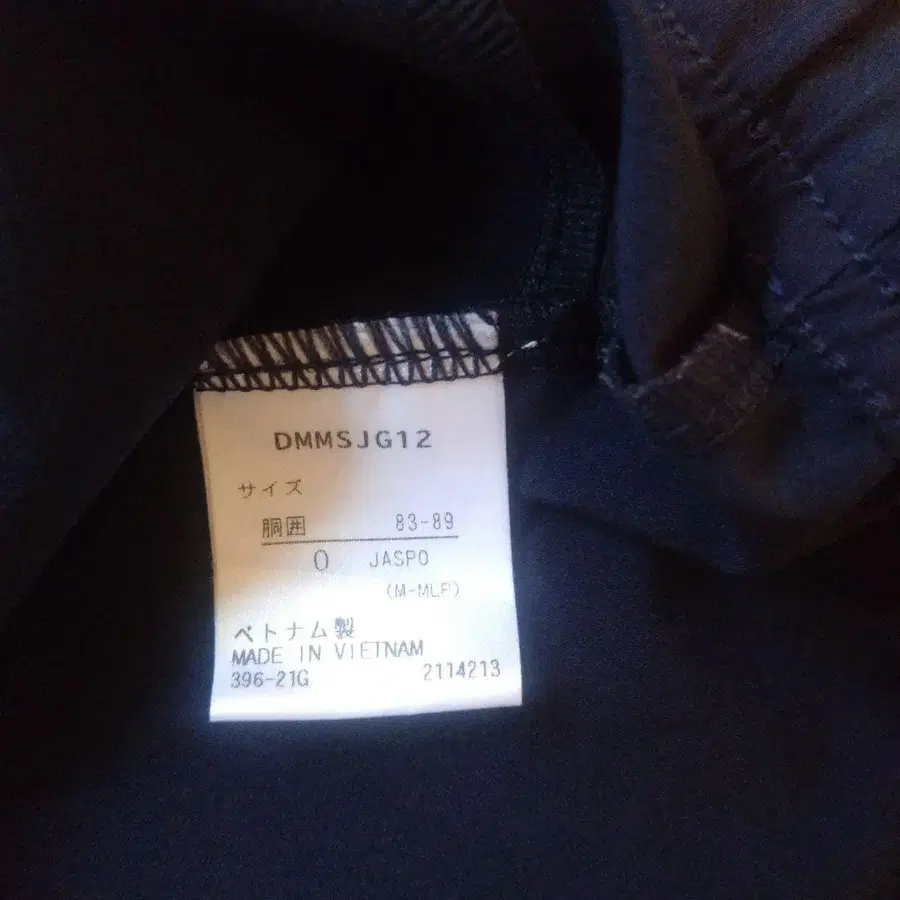 DMMSJG12
サイズ
胴囲 83-89
O JASPO
(M-MLP)
ベトナム製
MADE IN VIETNAM
396-21G 2114213